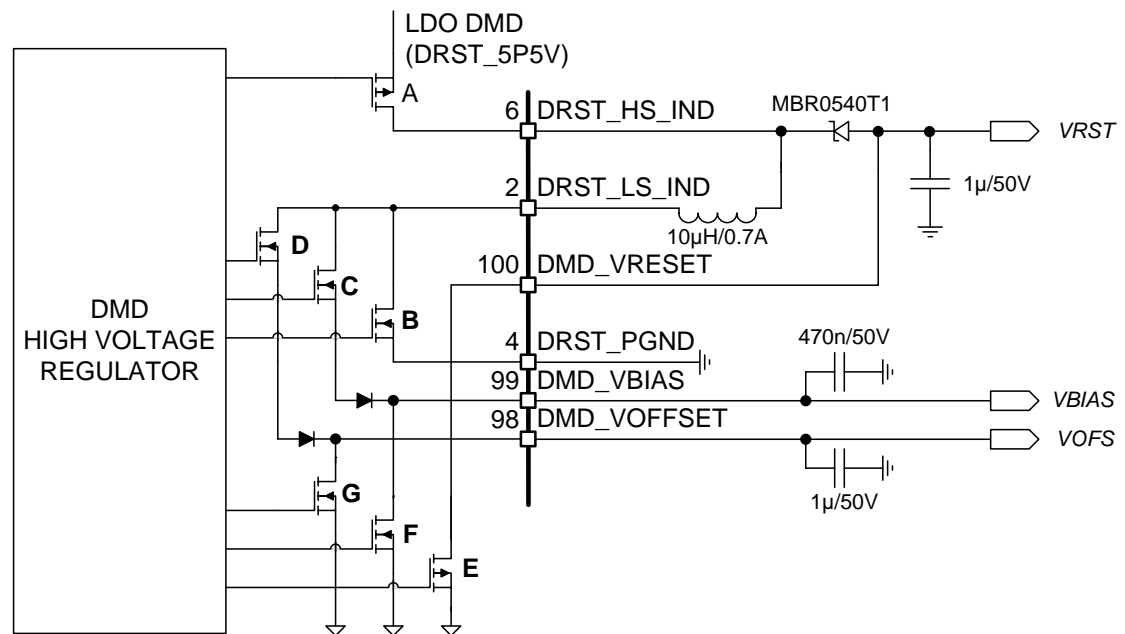 LDO DMD
(DRST_5P5V)
A
6 DRST_HS_IND
MBR0540T1
VRST
1µ/50V
2 DRST_LS_IND
10µH/0.7A
D
100 DMD_VRESET
C
B
DMD
HIGH VOLTAGE
REGULATOR
4 DRST_PGND
470n/50V
99 DMD_VBIAS
VBIAS
98 DMD_VOFFSET
VOFS
1µ/50V
G
F
E